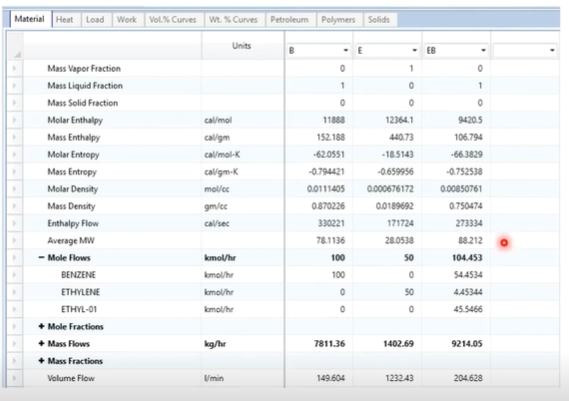 Material Heat Load Work Vol.% Curves Wt. % Curves Petroleum Polymers Solids
Units B E EB
Mass Vapor Fraction 0 1 0
Mass Liquid Fraction 1 0 1
Mass Solid Fraction 0 0 0
Molar Enthalpy cal/mol 11888 12364.1 9420.5
Mass Enthalpy cal/gm 152.188 440.73 106.794
Molar Entropy cal/mol-K -62.0551 -18.5143 -66.3829
Mass Entropy cal/gm-K -0.794421 -0.659956 -0.752538
Molar Density mol/cc 0.0111405 0.000676172 0.00850761
Mass Density gm/cc 0.870226 0.0189692 0.750474
Enthalpy Flow cal/sec 330221 171724 273334
Average MW 78.1136 28.0538 88.212
− Mole Flows kmol/hr 100 50 104.453
BENZENE kmol/hr 100 0 54.4534
ETHYLENE kmol/hr 0 50 4.45344
ETHYL-01 kmol/hr 0 0 45.5466
+ Mole Fractions
+ Mass Flows kg/hr 7811.36 1402.69 9214.05
+ Mass Fractions
Volume Flow l/min 149.604 1232.43 204.628